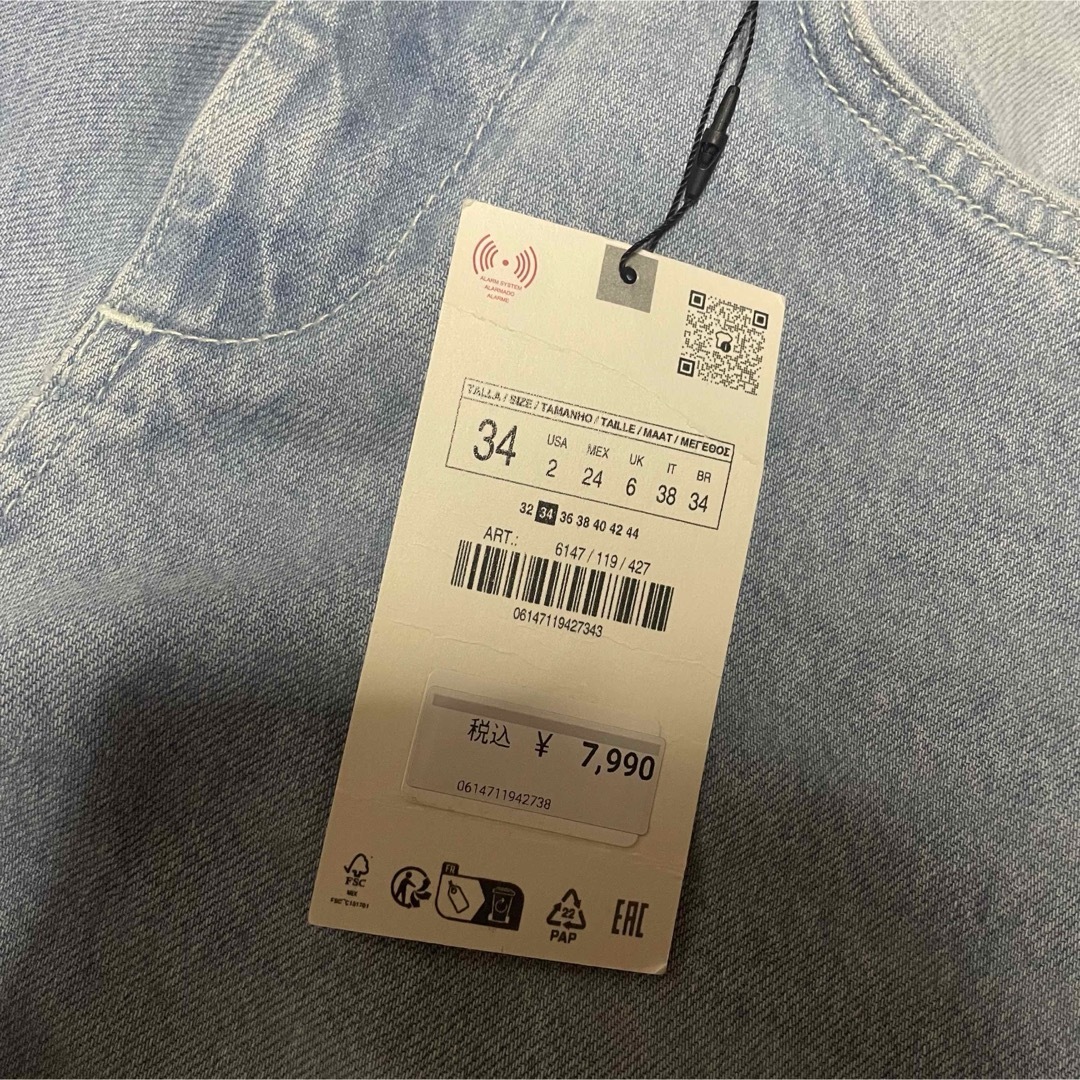 ALARM SYSTEM
ALARMADO
ALARME
TALLA / SIZE / TAMANHO / TAILLE / MAAT / ΜΕΓΕΘΟΣ
34 USA MEX UK IT BR
2 24 6 38 34
32 34 36 38 40 42 44
ART.: 6147 / 119 / 427
06147119427343
税込 ¥ 7,990
0614711942738
FSC
MIX
FR
22
PAP
EAC